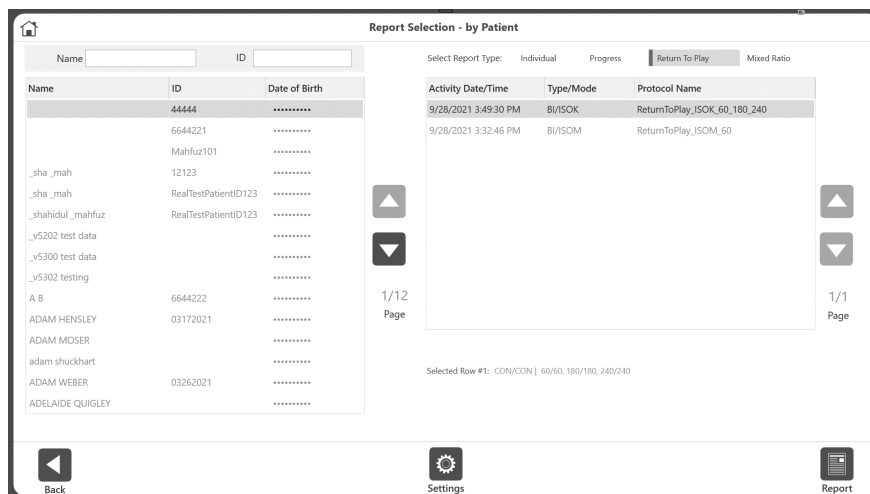 Report Selection - by Patient
Name ID
Select Report Type: Individual Progress Return To Play Mixed Ratio
Name ID Date of Birth
44444 ••••••••••
6644221 ••••••••••
Mahfuz101 ••••••••••
_sha _mah 12123 ••••••••••
_sha _mah RealTestPatientID123 ••••••••••
_shahidul _mahfuz RealTestPatientID123 ••••••••••
_v5202 test data ••••••••••
_v5300 test data ••••••••••
_v5302 testing ••••••••••
A B 6644222 ••••••••••
ADAM HENSLEY 03172021 ••••••••••
ADAM MOSER ••••••••••
adam shuckhart ••••••••••
ADAM WEBER 03262021 ••••••••••
ADELAIDE QUIGLEY ••••••••••
1/12
Page
Activity Date/Time Type/Mode Protocol Name
9/28/2021 3:49:30 PM BI/ISOK ReturnToPlay_ISOK_60_180_240
9/28/2021 3:32:46 PM BI/ISOM ReturnToPlay_ISOM_60
1/1
Page
Selected Row #1: CON/CON | 60/60, 180/180, 240/240
Back
Settings
Report